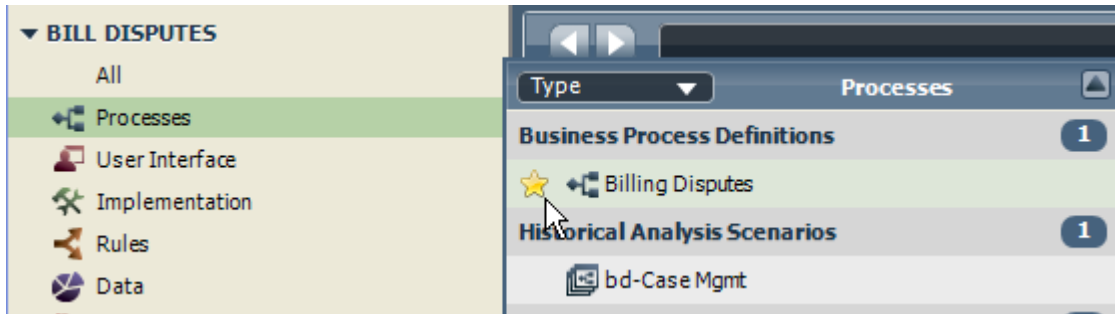 BILL DISPUTES
All
Processes
User Interface
Implementation
Rules
Data
Type Processes
Business Process Definitions 1
Billing Disputes
Historical Analysis Scenarios 1
bd-Case Mgmt